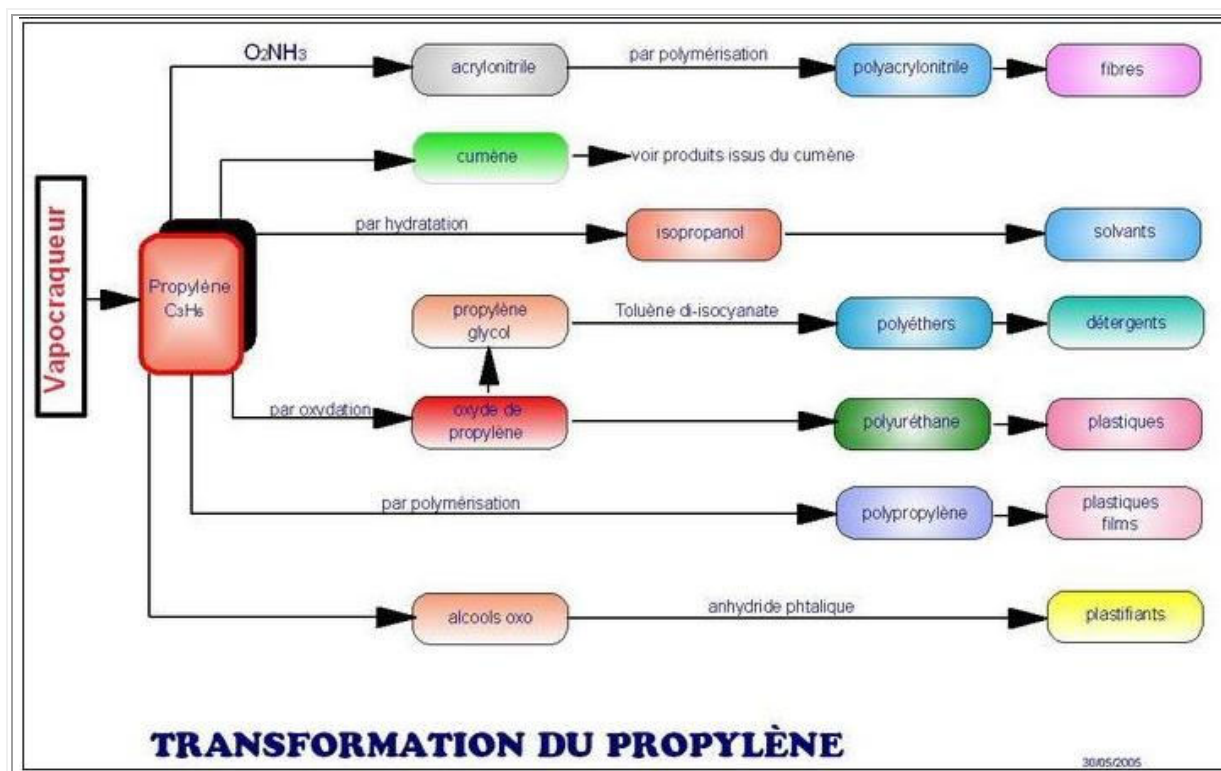 O2NH3
acrylonitrile
par polymérisation
polyacrylonitrile
fibres
cumène
voir produits issus du cumène
Vapocraqueur
par hydratation
isopropanol
solvants
Propylène
C3H6
propylène
glycol
Toluène di-isocyanate
polyéthers
détergents
par oxydation
oxyde de
propylène
polyuréthane
plastiques
par polymérisation
polypropylène
plastiques
films
alcools oxo
anhydride phtalique
plastifiants
TRANSFORMATION DU PROPYLÈNE
30/05/2005